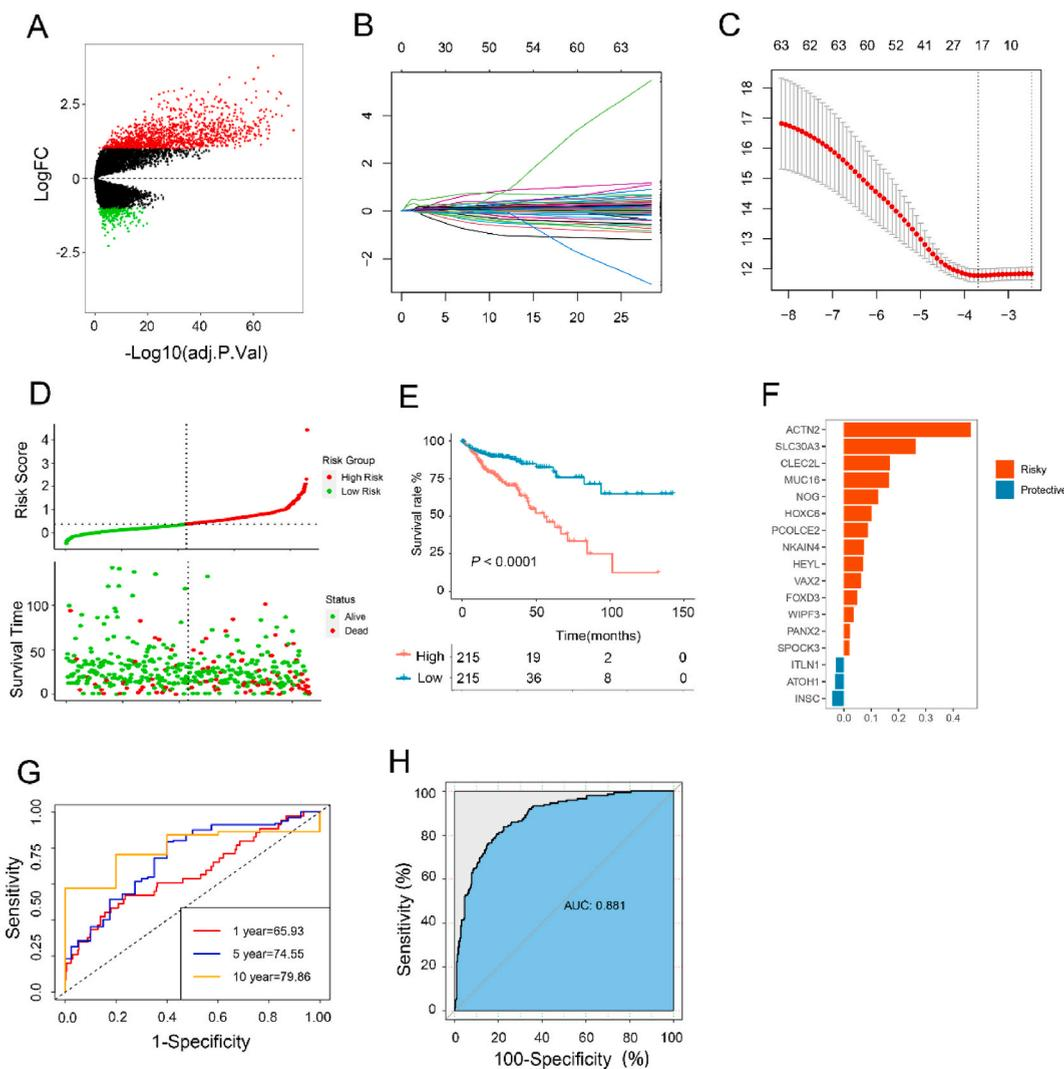 A
2.5
0
-2.5
LogFC
0 20 40 60
-Log10(adj.P.Val)
B
0 30 50 54 60 63
4
2
0
−2
0 5 10 15 20 25
C
63 62 63 60 52 41 27 17 10
18
17
16
15
14
13
12
−8 −7 −6 −5 −4 −3
D
Risk Score
4
3
2
1
0
Risk Group
High Risk
Low Risk
Survival Time
100
50
0
Status
Alive
Dead
E
Survival rate %
100
75
50
25
0
P < 0.0001
0 50 100 150
Time(months)
High 215 19 2 0
Low 215 36 8 0
F
ACTN2
SLC30A3
CLEC2L
MUC16
NOG
HOXC6
PCOLCE2
NKAIN4
HEYL
VAX2
FOXD3
WIPF3
PANX2
SPOCK3
ITLN1
ATOH1
INSC
0.0 0.1 0.2 0.3 0.4
Risky
Protective
G
Sensitivity
1.00
0.75
0.50
0.25
0.0
1 year=65.93
5 year=74.55
10 year=79.86
0.0 0.2 0.4 0.6 0.8 1.00
1-Specificity
H
Sensitivity (%)
100
80
60
40
20
0
AUC: 0.881
0 20 40 60 80 100
100-Specificity (%)